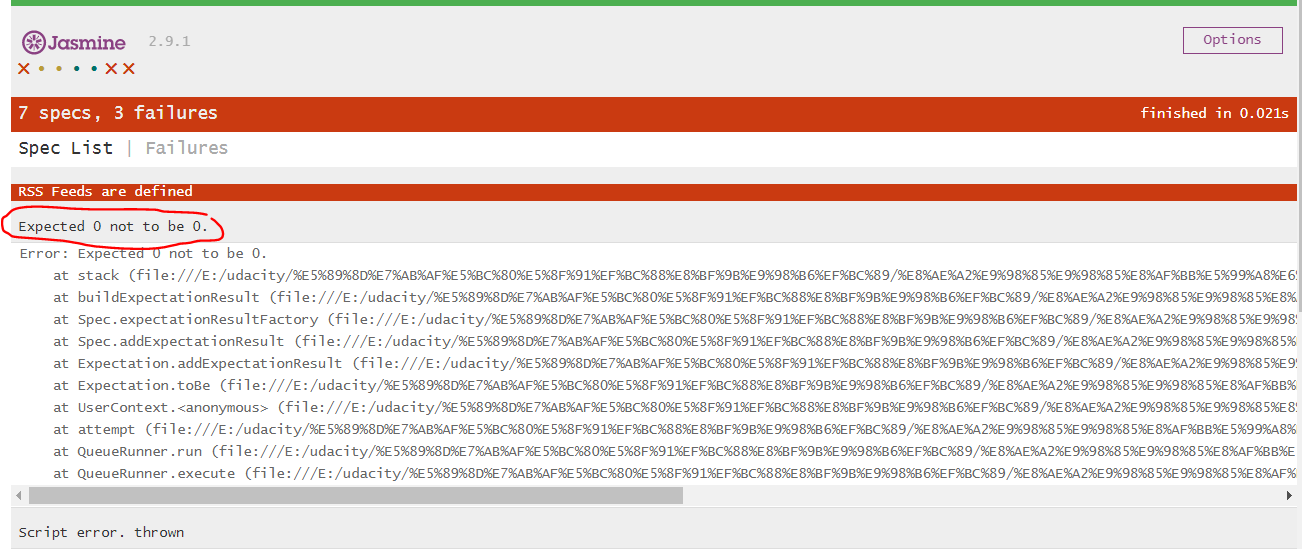 Jasmine 2.9.1 Options
× • • • • × ×
7 specs, 3 failures finished in 0.021s
Spec List | Failures
RSS Feeds are defined
Expected 0 not to be 0.
Error: Expected 0 not to be 0.
at stack (file:///E:/udacity/%E5%89%8D%E7%AB%AF%E5%BC%80%E5%8F%91%EF%BC%88%E8%BF%9B%E9%98%B6%EF%BC%89/%E8%AE%A2%E9%98%85%E9%98%85%E8%AF%BB%E5%99%A8%E6
at buildExpectationResult (file:///E:/udacity/%E5%89%8D%E7%AB%AF%E5%BC%80%E5%8F%91%EF%BC%88%E8%BF%9B%E9%98%B6%EF%BC%89/%E8%AE%A2%E9%98%85%E9%98%85%E8%
at Spec.expectationResultFactory (file:///E:/udacity/%E5%89%8D%E7%AB%AF%E5%BC%80%E5%8F%91%EF%BC%88%E8%BF%9B%E9%98%B6%EF%BC%89/%E8%AE%A2%E9%98%85%E9%98
at Spec.addExpectationResult (file:///E:/udacity/%E5%89%8D%E7%AB%AF%E5%BC%80%E5%8F%91%EF%BC%88%E8%BF%9B%E9%98%B6%EF%BC%89/%E8%AE%A2%E9%98%85%E9%98%85%
at Expectation.addExpectationResult (file:///E:/udacity/%E5%89%8D%E7%AB%AF%E5%BC%80%E5%8F%91%EF%BC%88%E8%BF%9B%E9%98%B6%EF%BC%89/%E8%AE%A2%E9%98%85%E9
at Expectation.toBe (file:///E:/udacity/%E5%89%8D%E7%AB%AF%E5%BC%80%E5%8F%91%EF%BC%88%E8%BF%9B%E9%98%B6%EF%BC%89/%E8%AE%A2%E9%98%85%E9%98%85%E8%AF%BB%
at UserContext.<anonymous> (file:///E:/udacity/%E5%89%8D%E7%AB%AF%E5%BC%80%E5%8F%91%EF%BC%88%E8%BF%9B%E9%98%B6%EF%BC%89/%E8%AE%A2%E9%98%85%E9%98%85%E8
at attempt (file:///E:/udacity/%E5%89%8D%E7%AB%AF%E5%BC%80%E5%8F%91%EF%BC%88%E8%BF%9B%E9%98%B6%EF%BC%89/%E8%AE%A2%E9%98%85%E9%98%85%E8%AF%BB%E5%99%A8%
at QueueRunner.run (file:///E:/udacity/%E5%89%8D%E7%AB%AF%E5%BC%80%E5%8F%91%EF%BC%88%E8%BF%9B%E9%98%B6%EF%BC%89/%E8%AE%A2%E9%98%85%E9%98%85%E8%AF%BB%E
at QueueRunner.execute (file:///E:/udacity/%E5%89%8D%E7%AB%AF%E5%BC%80%E5%8F%91%EF%BC%88%E8%BF%9B%E9%98%B6%EF%BC%89/%E8%AE%A2%E9%98%85%E9%98%85%E8%AF%
Script error. thrown